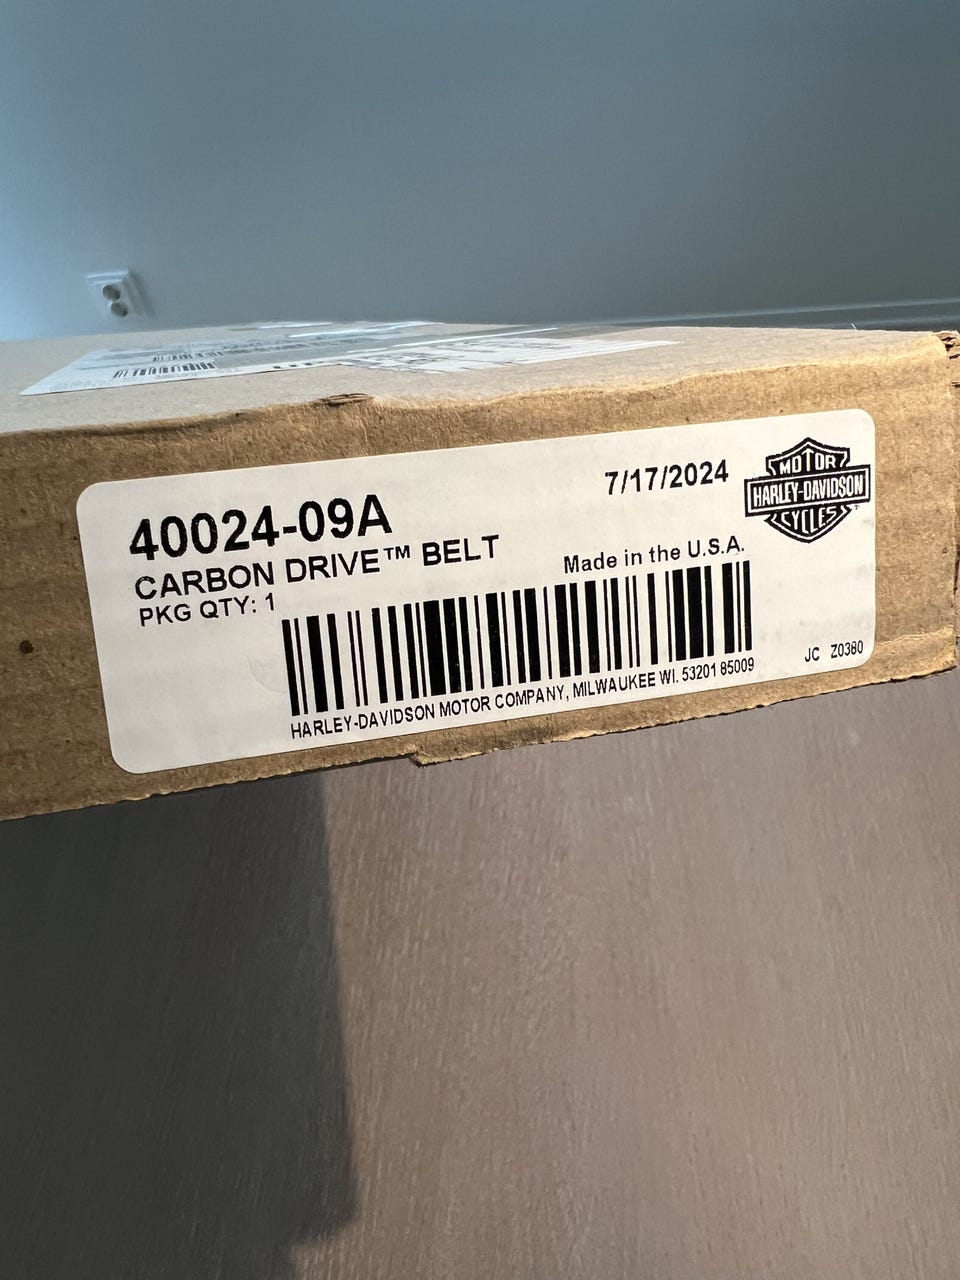 40024-09A
7/17/2024
MOTOR
HARLEY-DAVIDSON
CYCLES
CARBON DRIVE™ BELT
Made in the U.S.A.
PKG QTY: 1
HARLEY-DAVIDSON MOTOR COMPANY, MILWAUKEE WI. 53201 85009
JC Z0380